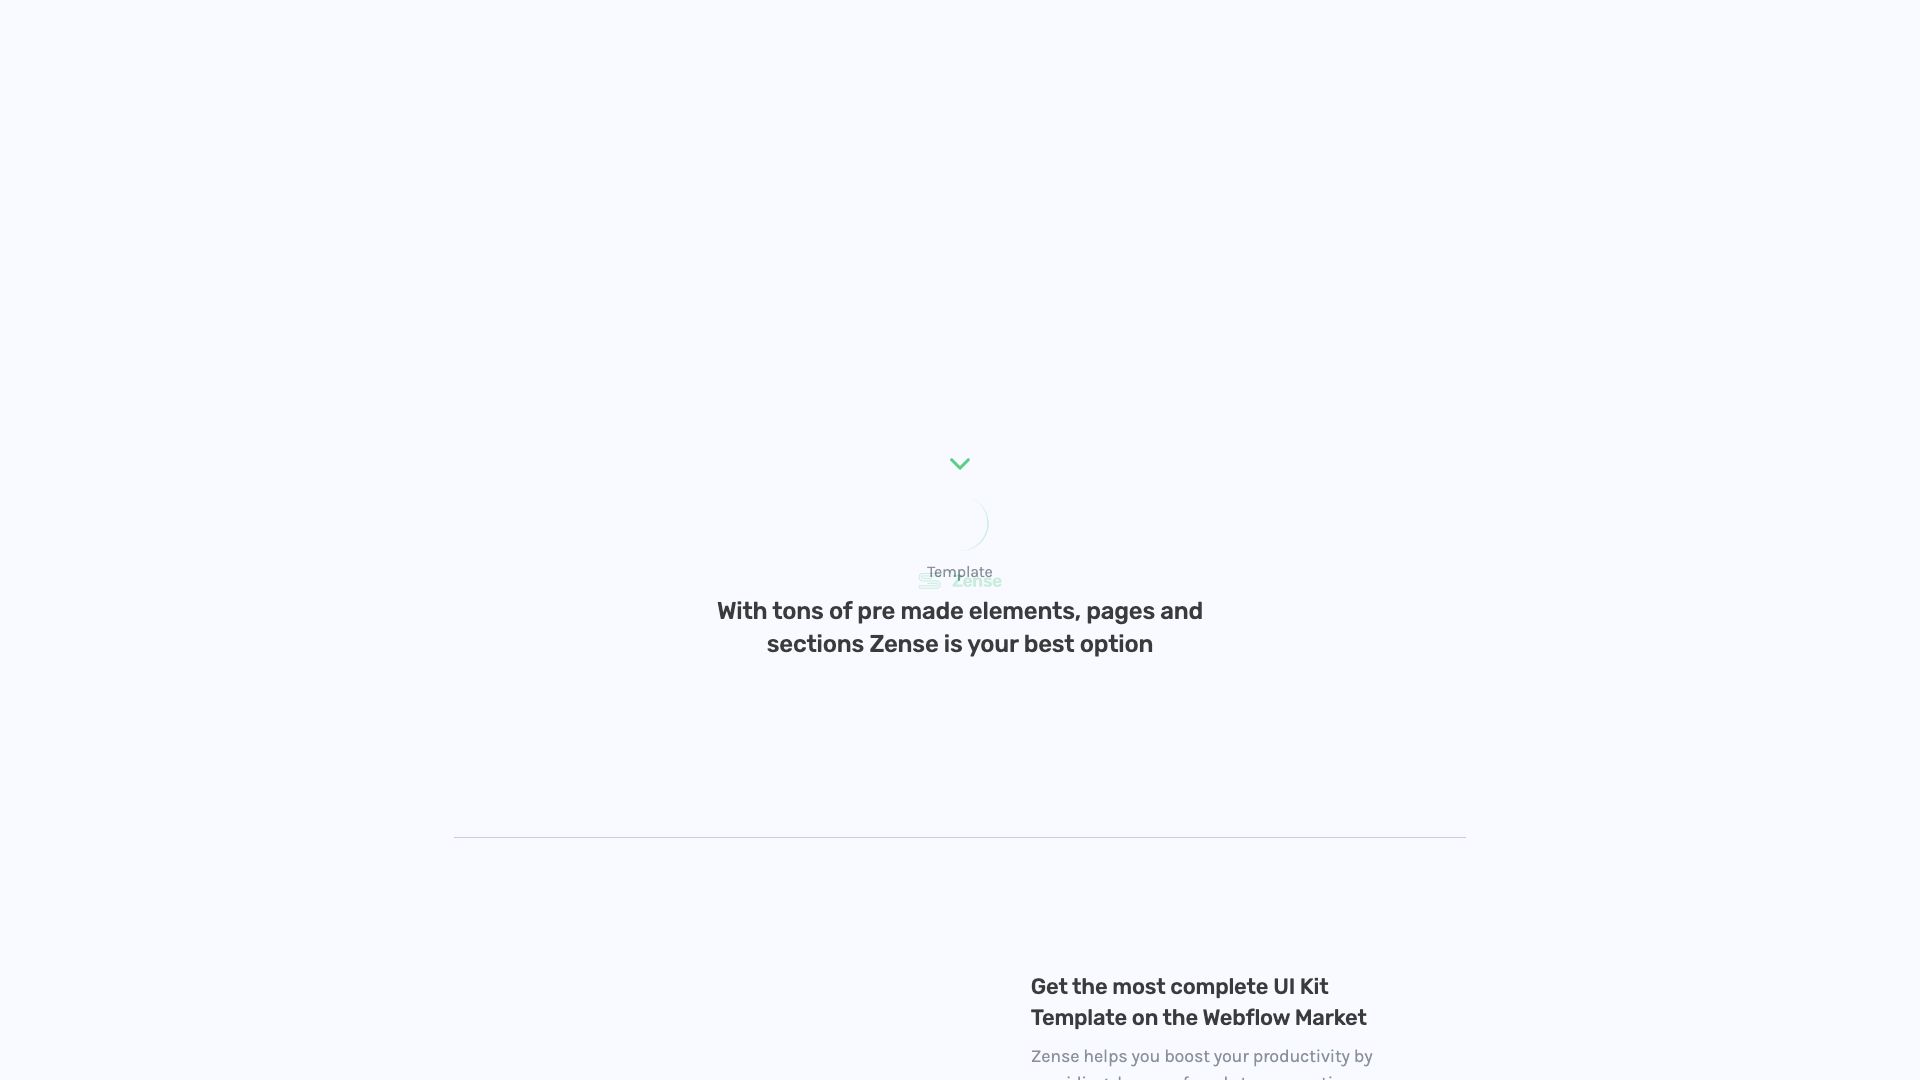 Template
Zense
With tons of pre made elements, pages and
sections Zense is your best option
Get the most complete UI Kit
Template on the Webflow Market
Zense helps you boost your productivity by